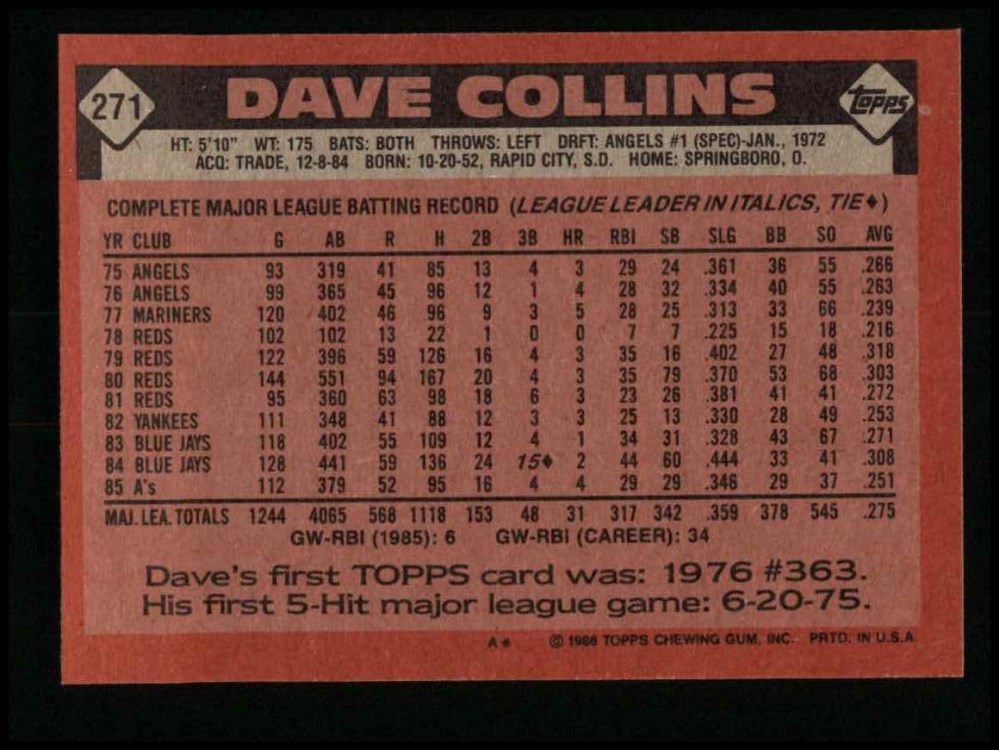 271 DAVE COLLINS Topps
HT: 5'10" WT: 175 BATS: BOTH THROWS: LEFT DRFT: ANGELS #1 (SPEC)-JAN., 1972
ACQ: TRADE, 12-8-84 BORN: 10-20-52, RAPID CITY, S.D. HOME: SPRINGBORO, O.
COMPLETE MAJOR LEAGUE BATTING RECORD (LEAGUE LEADER IN ITALICS, TIE♦)
YR CLUB G AB R H 2B 3B HR RBI SB SLG BB SO AVG
75 ANGELS 93 319 41 85 13 4 3 29 24 .361 36 55 .266
76 ANGELS 99 365 45 96 12 1 4 28 32 .334 40 55 .263
77 MARINERS 120 402 46 96 9 3 5 28 25 .313 33 66 .239
78 REDS 102 102 13 22 1 0 0 7 7 .225 15 18 .216
79 REDS 122 396 59 126 16 4 3 35 16 .402 27 48 .318
80 REDS 144 551 94 167 20 4 3 35 79 .370 53 68 .303
81 REDS 95 360 63 98 18 6 3 23 26 .381 41 41 .272
82 YANKEES 111 348 41 88 12 3 3 25 13 .330 28 49 .253
83 BLUE JAYS 118 402 55 109 12 4 1 34 31 .328 43 67 .271
84 BLUE JAYS 128 441 59 136 24 15♦ 2 44 60 .444 33 41 .308
85 A's 112 379 52 95 16 4 4 29 29 .346 29 37 .251
MAJ. LEA. TOTALS 1244 4065 568 1118 153 48 31 317 342 .359 378 545 .275
GW-RBI (1985): 6 GW-RBI (CAREER): 34
Dave's first TOPPS card was: 1976 #363.
His first 5-Hit major league game: 6-20-75.
A* © 1986 TOPPS CHEWING GUM, INC. PRTD. IN U.S.A.